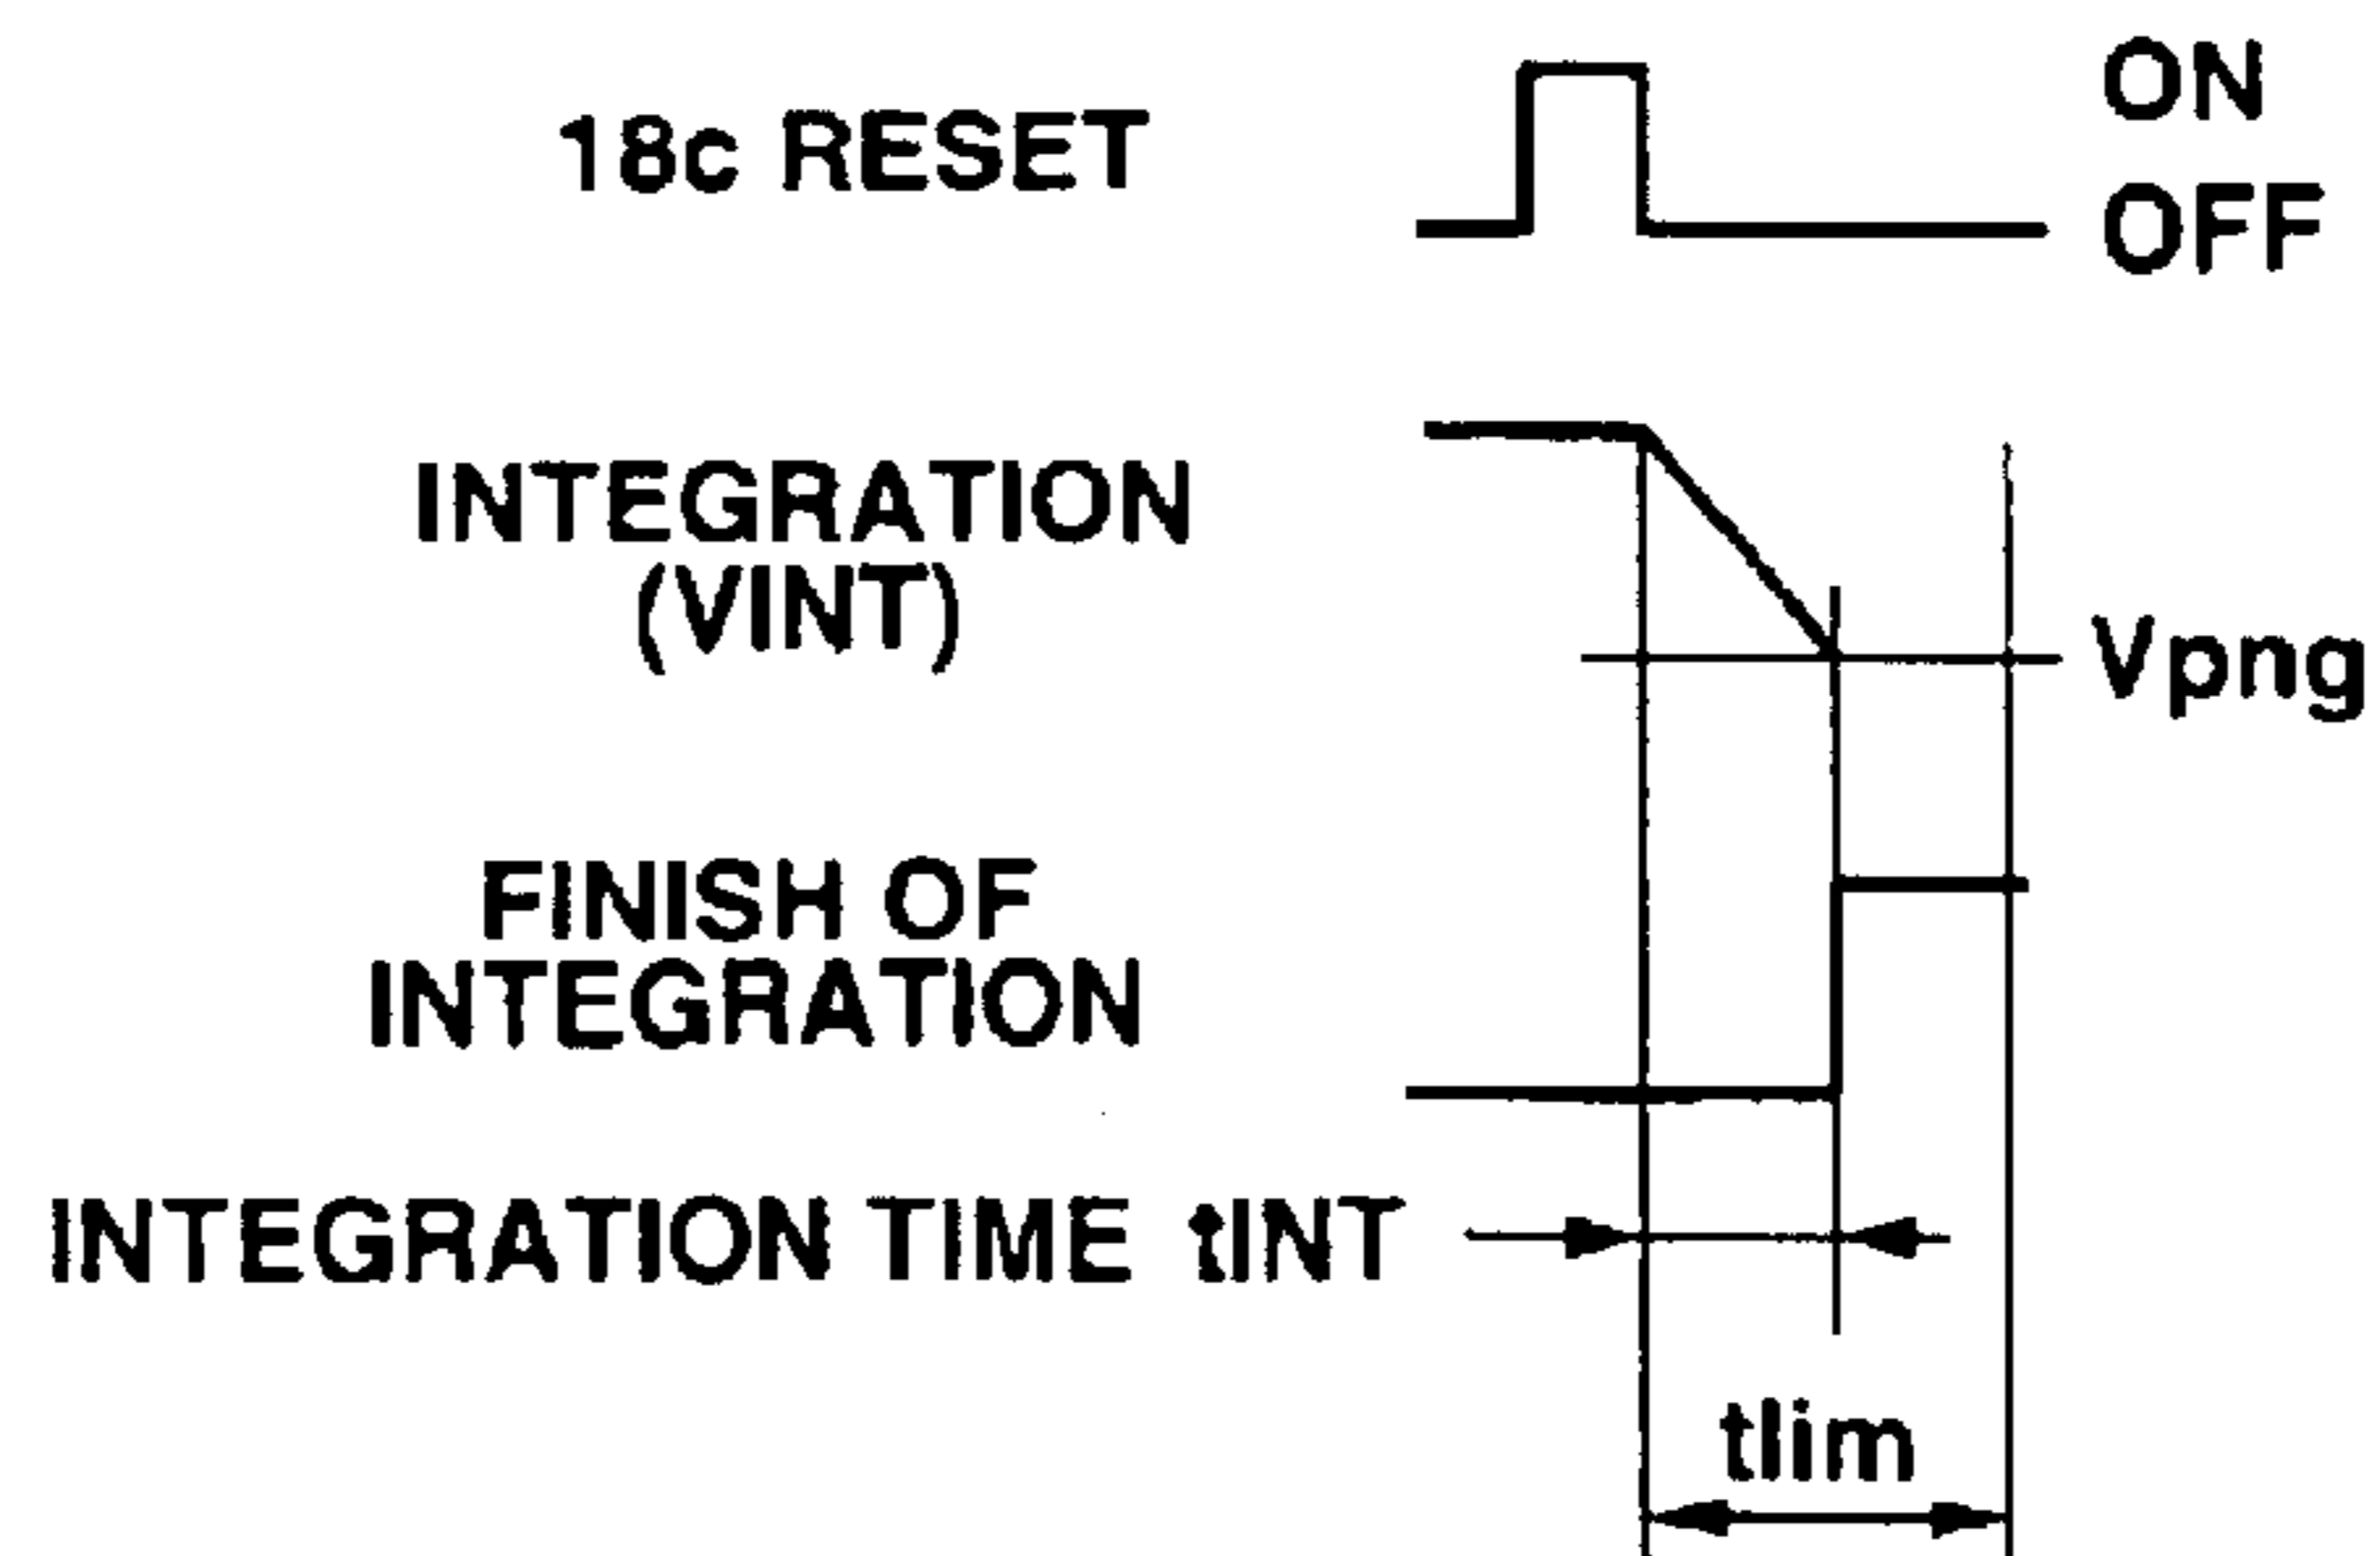 18c RESET
ON
OFF
INTEGRATION
(VINT)
Vpng
FINISH OF
INTEGRATION
INTEGRATION TIME tINT
tlim